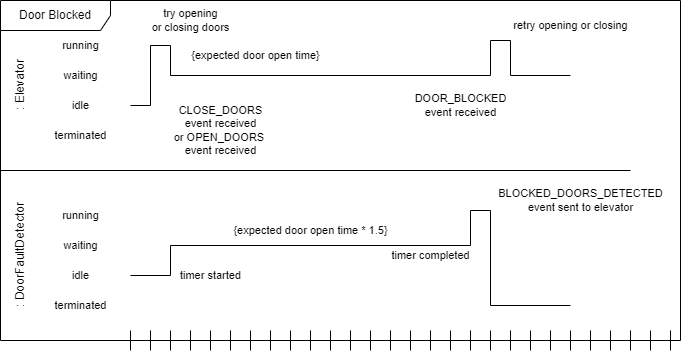 Door Blocked
try opening
or closing doors
retry opening or closing
: Elevator
running
waiting
idle
terminated
{expected door open time}
CLOSE_DOORS
event received
or OPEN_DOORS
event received
DOOR_BLOCKED
event received
: DoorFaultDetector
running
waiting
idle
terminated
BLOCKED_DOORS_DETECTED
event sent to elevator
{expected door open time * 1.5}
timer completed
timer started